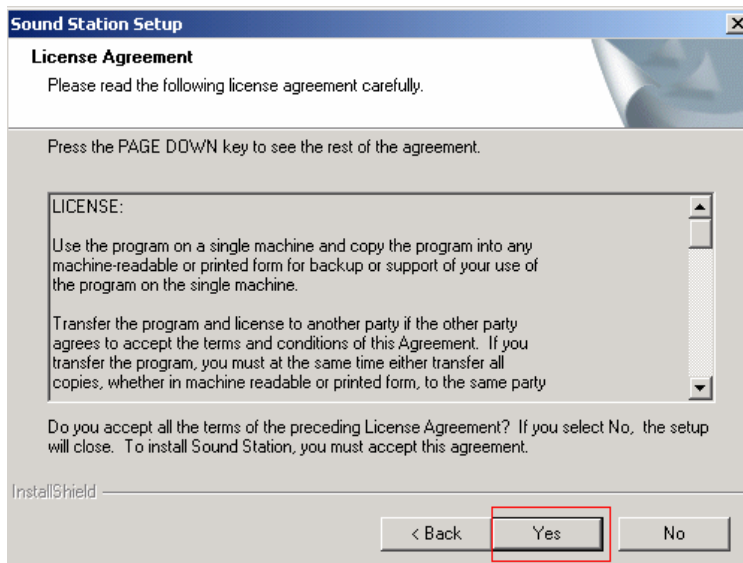 Sound Station Setup
License Agreement
Please read the following license agreement carefully.
Press the PAGE DOWN key to see the rest of the agreement.
LICENSE:
Use the program on a single machine and copy the program into any
machine-readable or printed form for backup or support of your use of
the program on the single machine.
Transfer the program and license to another party if the other party
agrees to accept the terms and conditions of this Agreement.  If you
transfer the program, you must at the same time either transfer all
copies, whether in machine readable or printed form, to the same party
Do you accept all the terms of the preceding License Agreement?  If you select No,  the setup
will close.  To install Sound Station, you must accept this agreement.
InstallShield
< Back Yes No